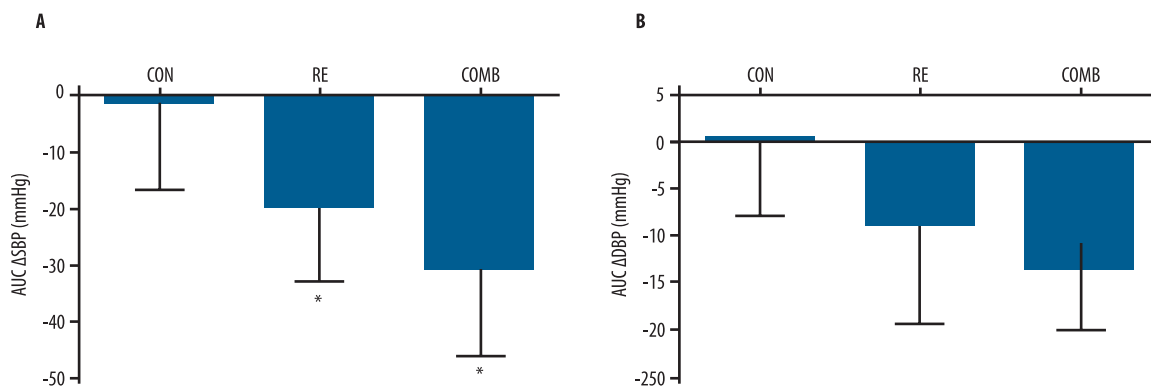 A
CON RE COMB
0
-10
-20
-30
-40
-50
AUC ΔSBP (mmHg)
*
*
B
CON RE COMB
5
0
-5
-10
-15
-20
-250
AUC ΔDBP (mmHg)